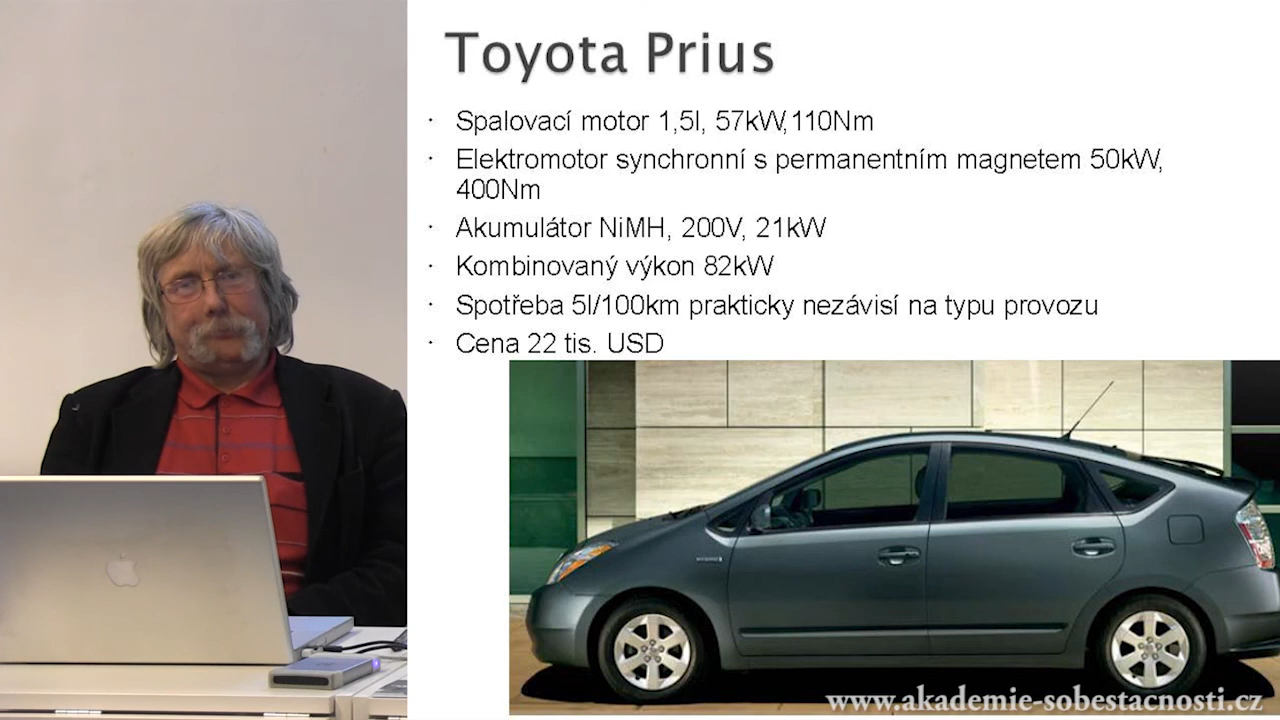 Toyota Prius
Spalovací motor 1,5l, 57kW,110Nm
Elektromotor synchronní s permanentním magnetem 50kW,
400Nm
Akumulátor NiMH, 200V, 21kW
Kombinovaný výkon 82kW
Spotřeba 5l/100km prakticky nezávisí na typu provozu
Cena 22 tis. USD
www.akademie-sobestacnosti.cz